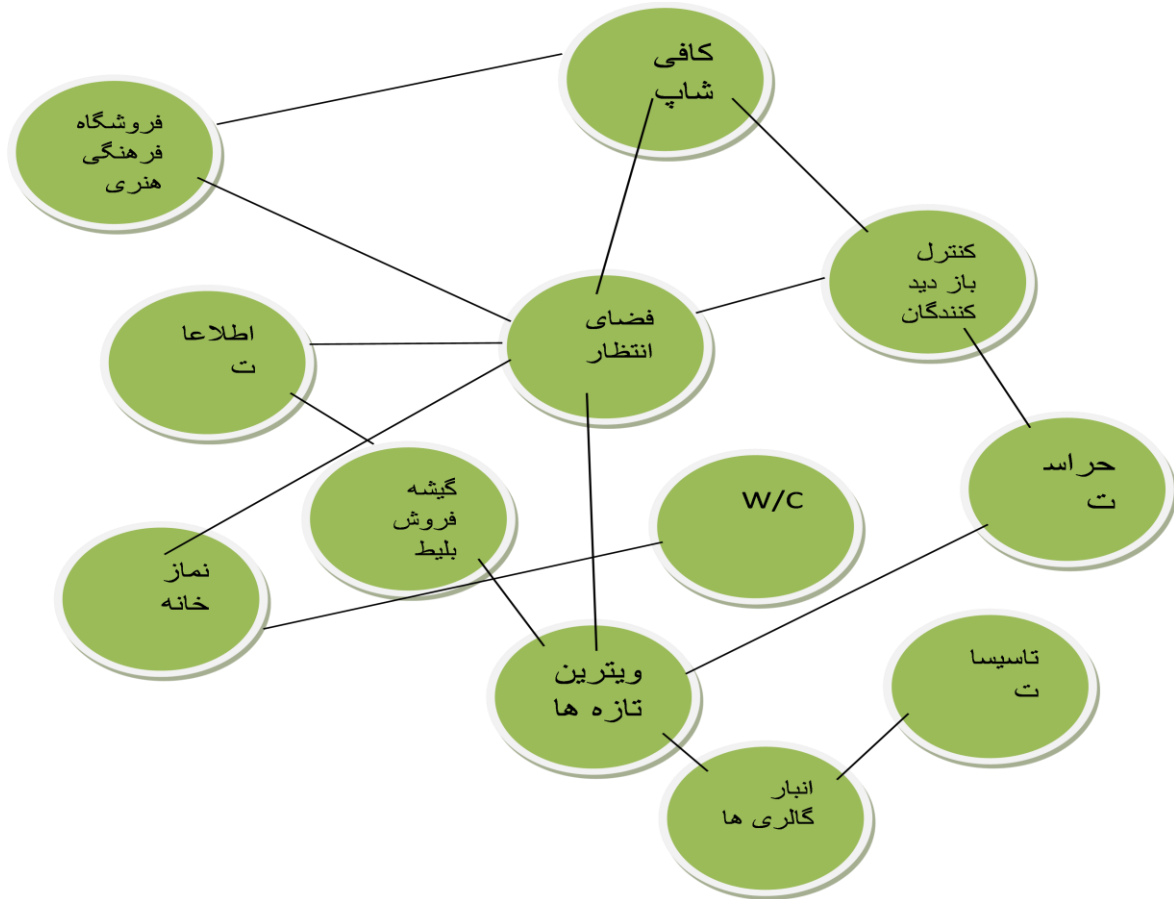 کافی
شاپ
فروشگاه
فرهنگی
هنری
کنترل
باز دید
کنندگان
فضای
انتظار
اطلاعا
ت
حراسـ
ت
گیشه
فروش
بلیط
W/C
نماز
خانه
ویترین
تازه ها
تاسیسا
ت
انبار
گالری ها